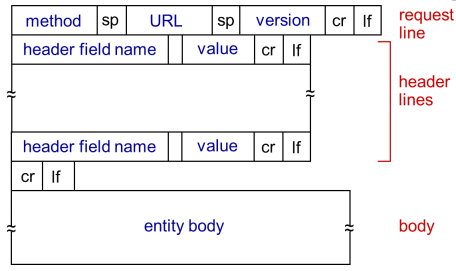 method sp URL sp version cr lf request line
header field name value cr lf
header lines
header field name value cr lf
cr lf
entity body body